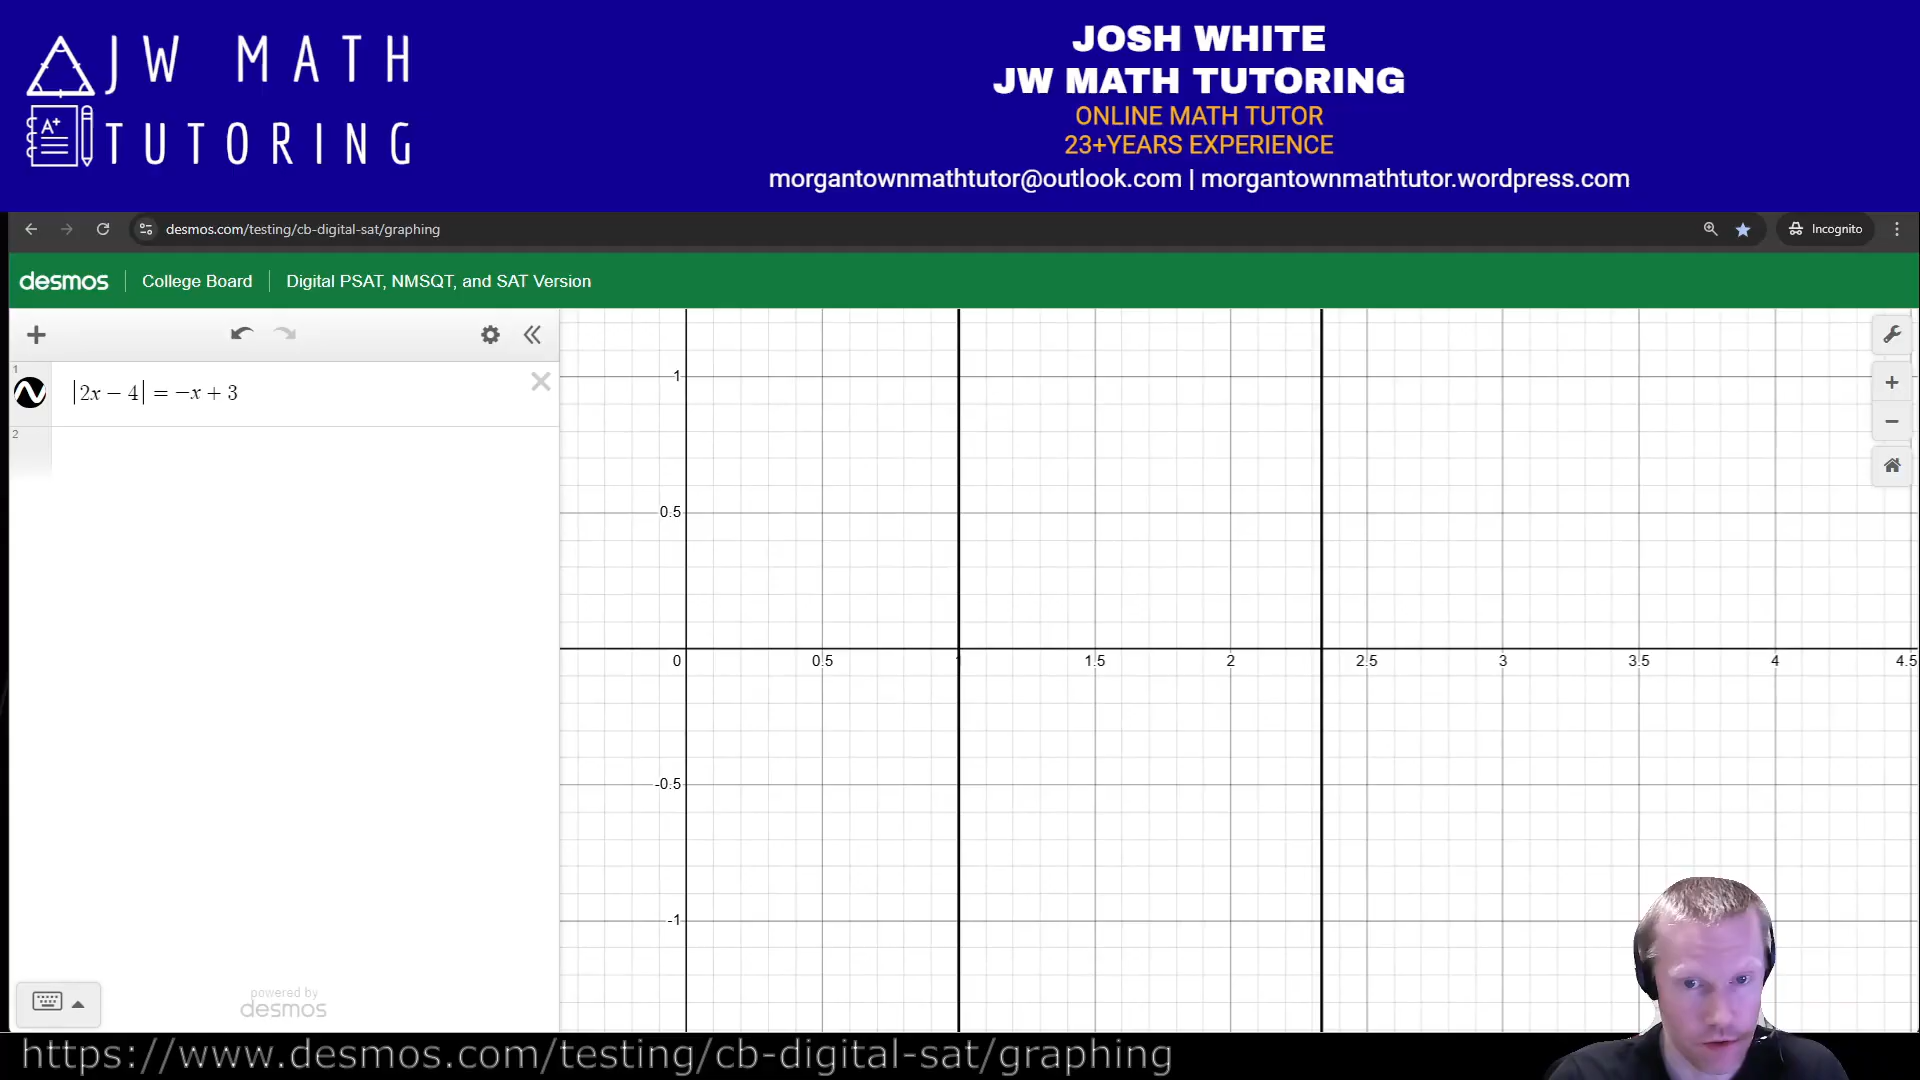 JW MATH
A+
TUTORING
JOSH WHITE
JW MATH TUTORING
ONLINE MATH TUTOR
23+YEARS EXPERIENCE
morgantownmathtutor@outlook.com | morgantownmathtutor.wordpress.com
desmos.com/testing/cb-digital-sat/graphing
Incognito
desmos
College Board
Digital PSAT, NMSQT, and SAT Version
1
|2x − 4| = −x + 3
2
1
0.5
0
0.5
1
1.5
2
2.5
3
3.5
4
4.5
-0.5
-1
powered by
desmos
https://www.desmos.com/testing/cb-digital-sat/graphing